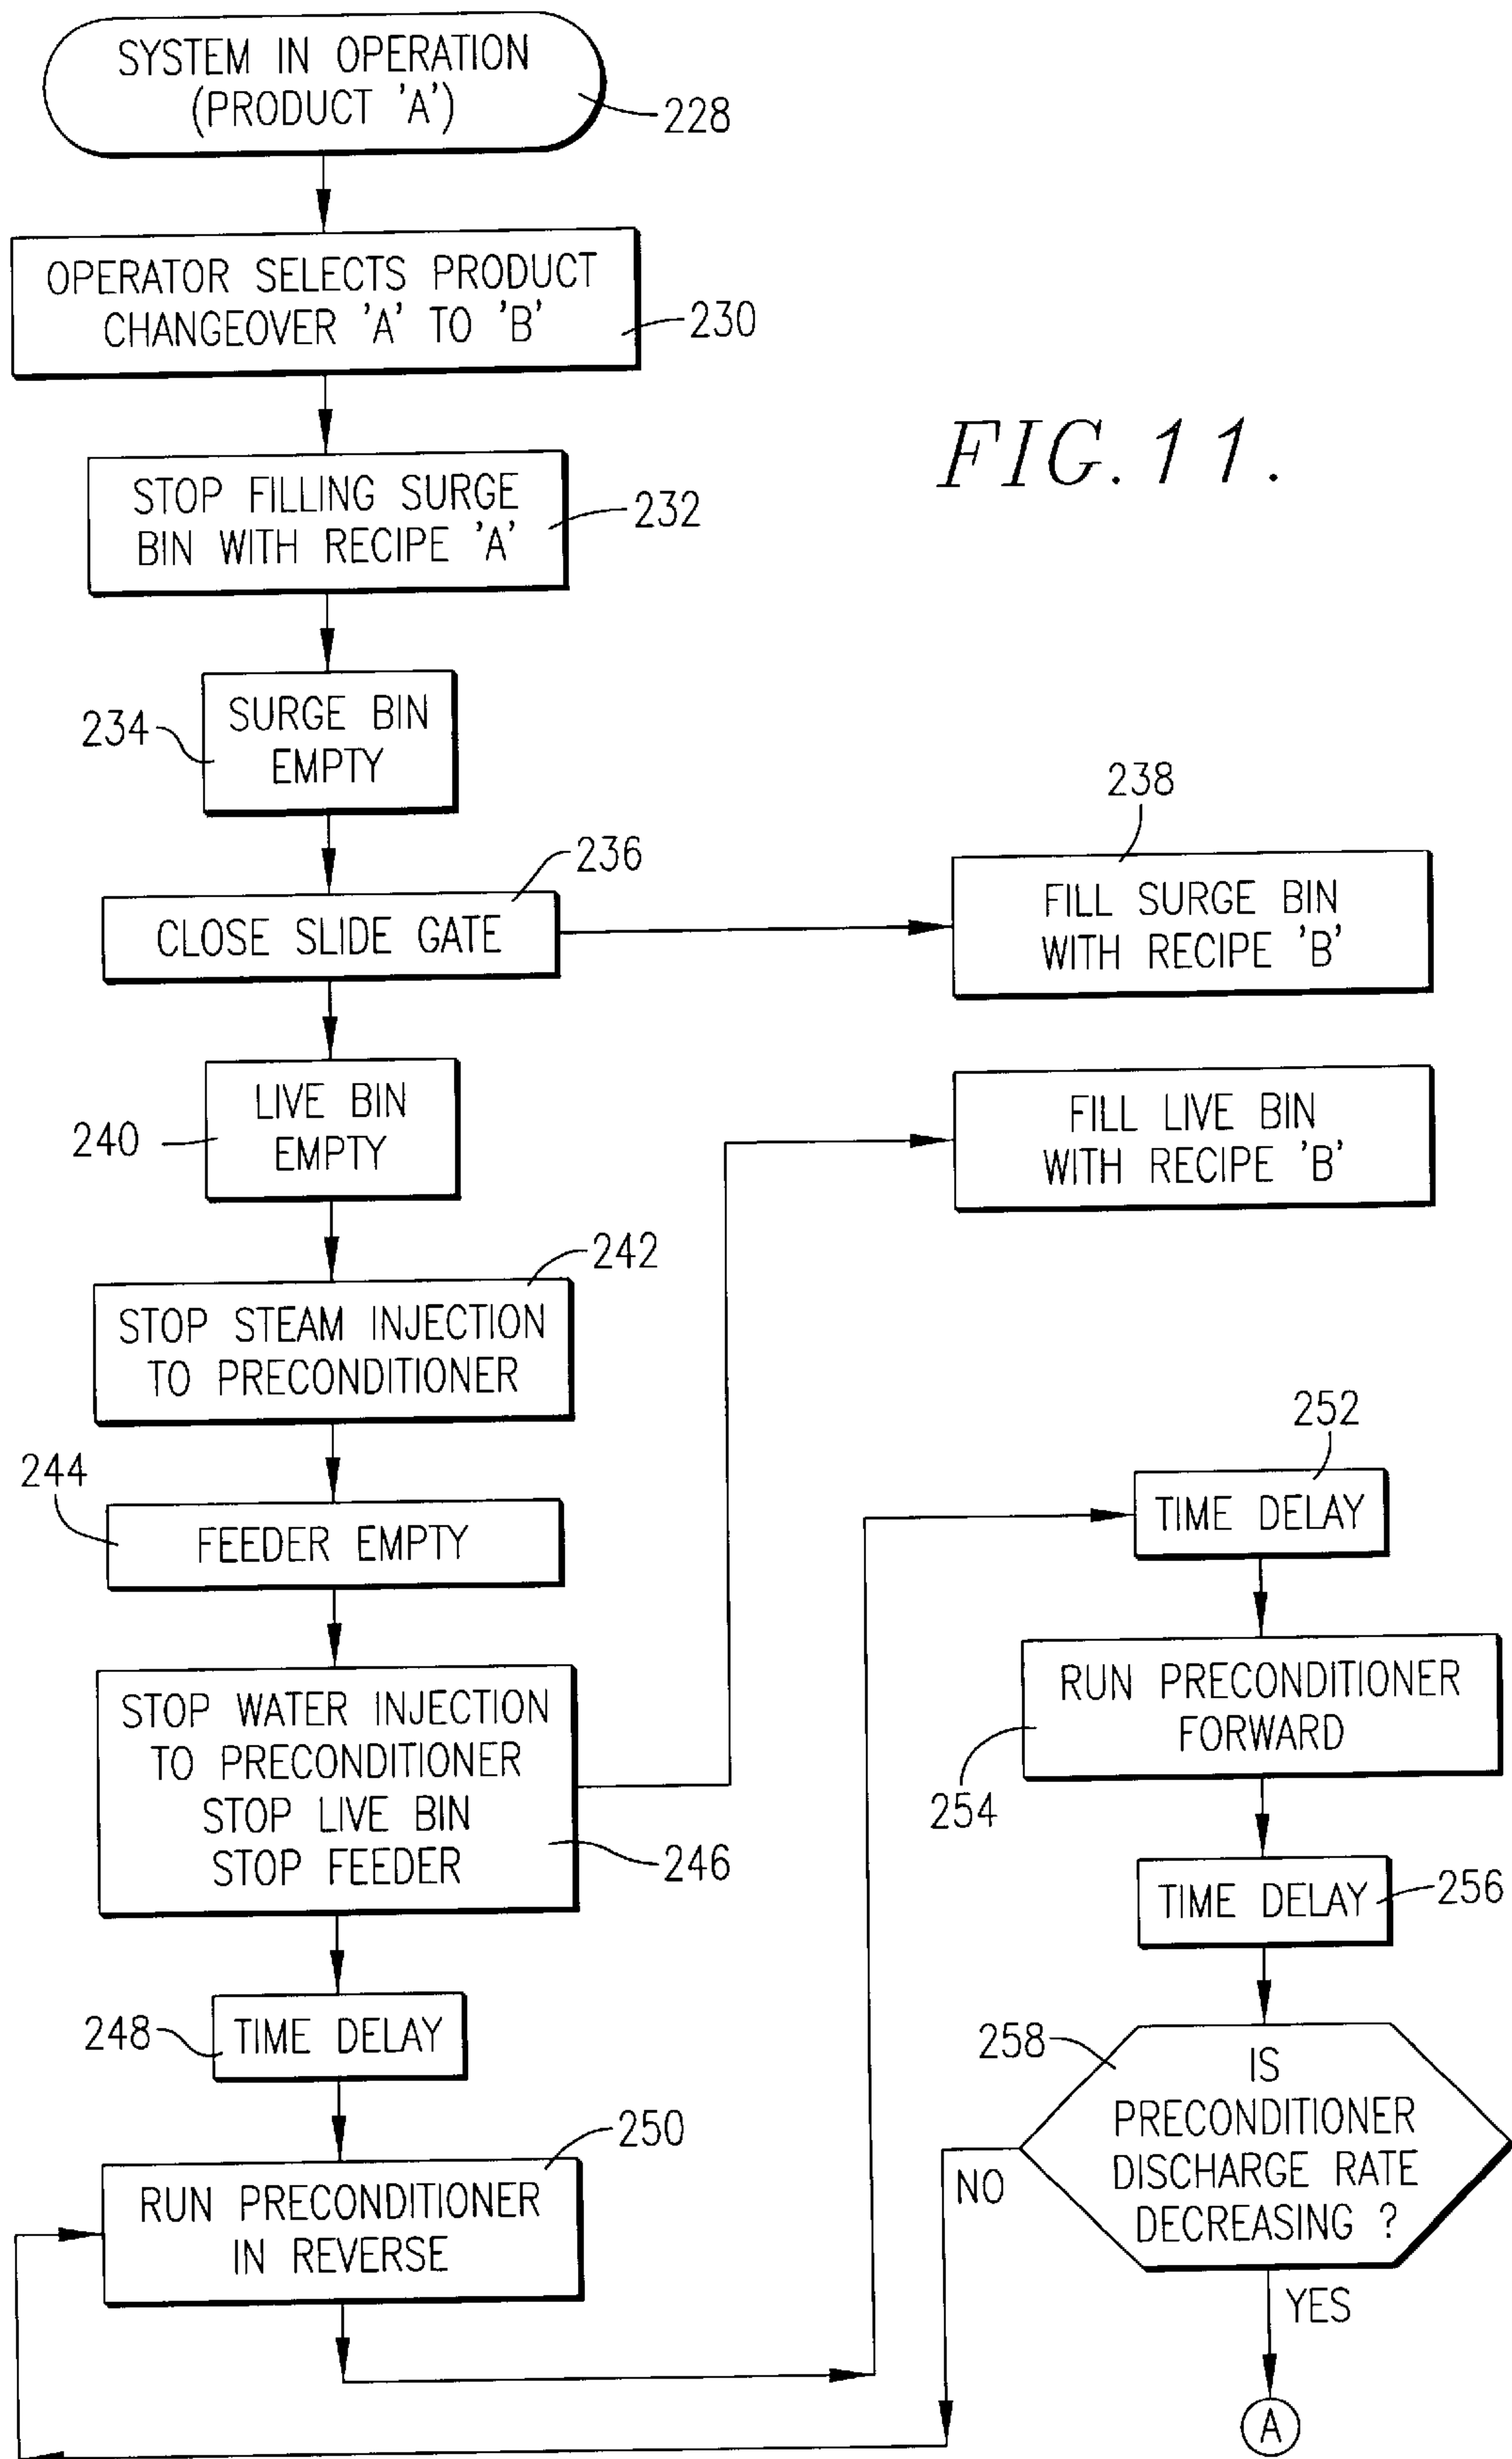 SYSTEM IN OPERATION
(PRODUCT 'A')
228
OPERATOR SELECTS PRODUCT
CHANGEOVER 'A' TO 'B'
230
FIG. 11.
STOP FILLING SURGE
BIN WITH RECIPE 'A'
232
SURGE BIN
EMPTY
234
236
CLOSE SLIDE GATE
238
FILL SURGE BIN
WITH RECIPE 'B'
LIVE BIN
EMPTY
240
FILL LIVE BIN
WITH RECIPE 'B'
242
STOP STEAM INJECTION
TO PRECONDITIONER
244
FEEDER EMPTY
STOP WATER INJECTION
TO PRECONDITIONER
STOP LIVE BIN
STOP FEEDER
246
248
TIME DELAY
250
RUN PRECONDITIONER
IN REVERSE
252
TIME DELAY
RUN PRECONDITIONER
FORWARD
254
TIME DELAY
256
258
IS
PRECONDITIONER
DISCHARGE RATE
DECREASING ?
NO
YES
A